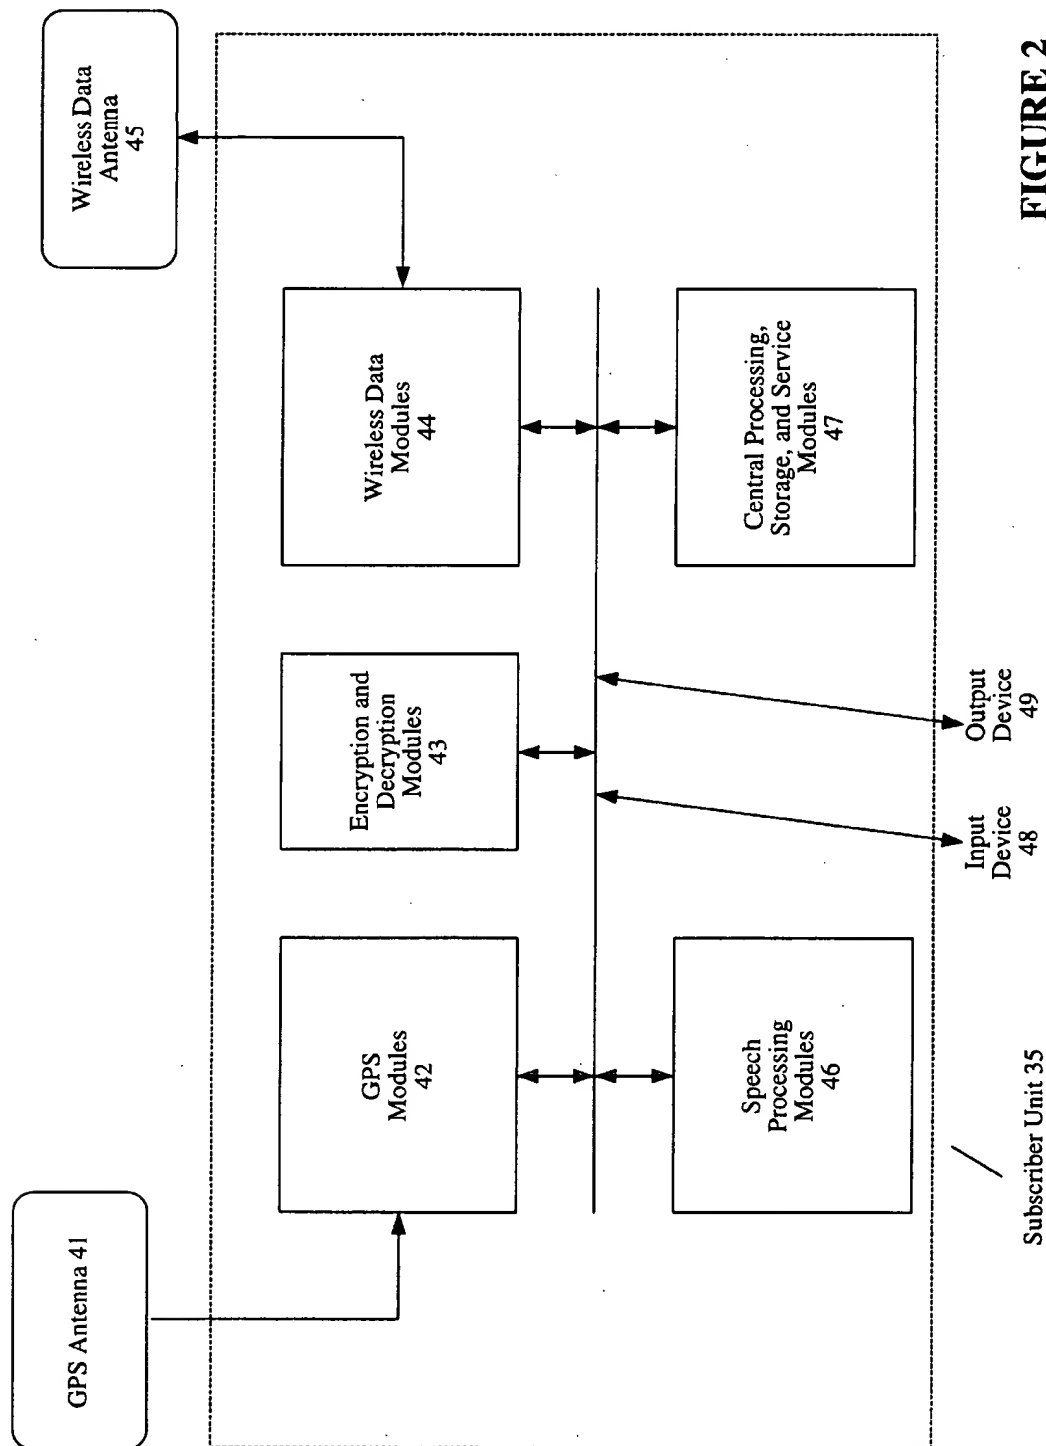 GPS Antenna 41
Wireless Data
Antenna
45
GPS
Modules
42
Encryption and
Decryption
Modules
43
Wireless Data
Modules
44
Speech
Processing
Modules
46
Central Processing,
Storage, and Service
Modules
47
Input
Device
48
Output
Device
49
Subscriber Unit 35
FIGURE 2